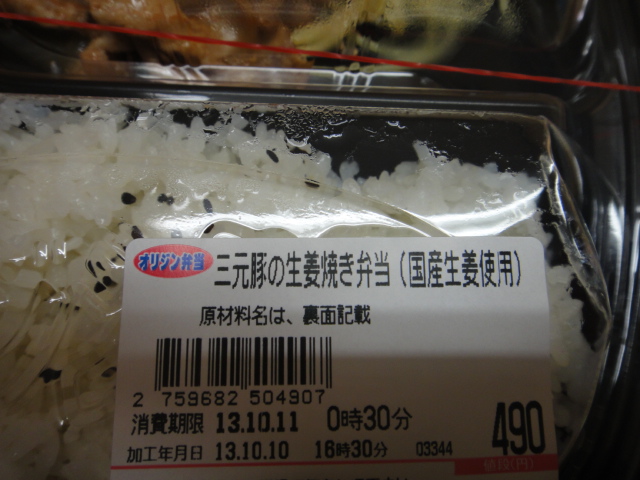 オリジン弁当 三元豚の生姜焼き弁当(国産生姜使用)
原材料名は、裏面記載
2 759682 504907
消費期限 13.10.11 0時30分
490
加工年月日 13.10.10 16時30分 03344
値段(円)